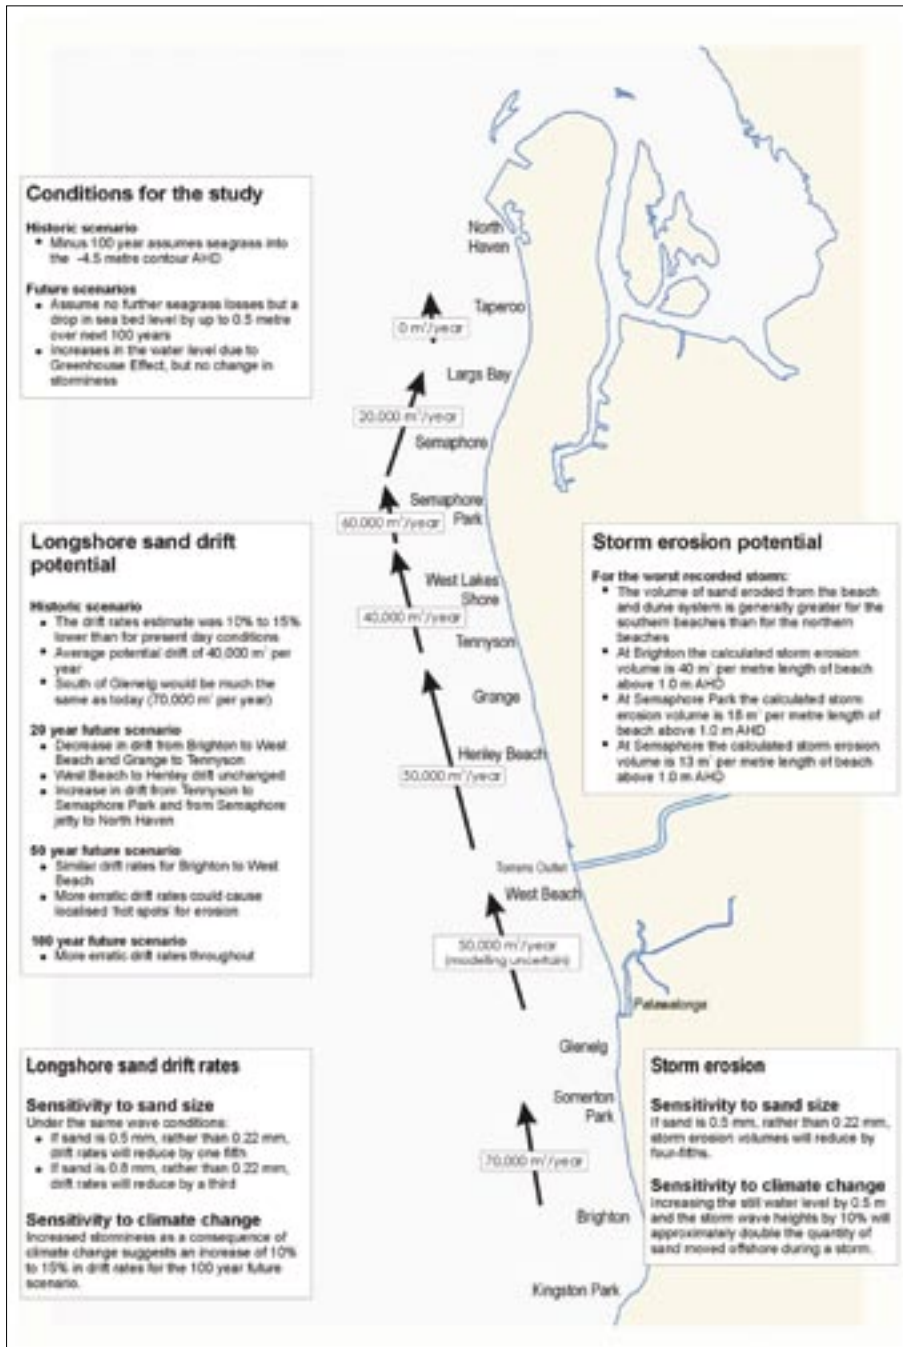 Conditions for the study
Historic scenario
• Minus 100 year assumes seagrass into
the -4.5 metre contour AHD
Future scenarios
• Assume no further seagrass losses but a
drop in sea bed level by up to 0.5 metre
over next 100 years
• Increases in the water level due to
Greenhouse Effect, but no change in
storminess
North
Haven
Taperoo
0 m³/year
Largs Bay
20,000 m³/year
Semaphore
Semaphore
Park
60,000 m³/year
West Lakes
Shore
40,000 m³/year
Tennyson
Grange
Henley Beach
50,000 m³/year
Torrens Outlet
West Beach
50,000 m³/year
(modelling uncertain)
Patawalonga
Glenelg
Somerton
Park
70,000 m³/year
Brighton
Kingston Park
Longshore sand drift
potential
Historic scenario
• The drift rates estimate was 10% to 15%
lower than for present day conditions
• Average potential drift of 40,000 m³ per
year
• South of Glenelg would be much the
same as today (70,000 m³ per year)
20 year future scenario
• Decrease in drift from Brighton to West
Beach and Grange to Tennyson
• West Beach to Henley drift unchanged
• Increase in drift from Tennyson to
Semaphore Park and from Semaphore
jetty to North Haven
50 year future scenario
• Similar drift rates for Brighton to West
Beach
• More erratic drift rates could cause
localised 'hot spots' for erosion
100 year future scenario
• More erratic drift rates throughout
Storm erosion potential
For the worst recorded storm:
• The volume of sand eroded from the beach
and dune system is generally greater for the
southern beaches than for the northern
beaches
• At Brighton the calculated storm erosion
volume is 40 m³ per metre length of beach
above 1.0 m AHD
• At Semaphore Park the calculated storm
erosion volume is 15 m³ per metre length of
beach above 1.0 m AHD
• At Semaphore the calculated storm erosion
volume is 13 m³ per metre length of beach
above 1.0 m AHD
Longshore sand drift rates
Sensitivity to sand size
Under the same wave conditions:
• If sand is 0.5 mm, rather than 0.22 mm,
drift rates will reduce by one fifth
• If sand is 0.8 mm, rather than 0.22 mm,
drift rates will reduce by a third
Sensitivity to climate change
Increased storminess as a consequence of
climate change suggests an increase of 10%
to 15% in drift rates for the 100 year future
scenario.
Storm erosion
Sensitivity to sand size
If sand is 0.5 mm, rather than 0.22 mm,
storm erosion volumes will reduce by
four-fifths.
Sensitivity to climate change
Increasing the still water level by 0.5 m
and the storm wave heights by 10% will
approximately double the quantity of
sand moved offshore during a storm.